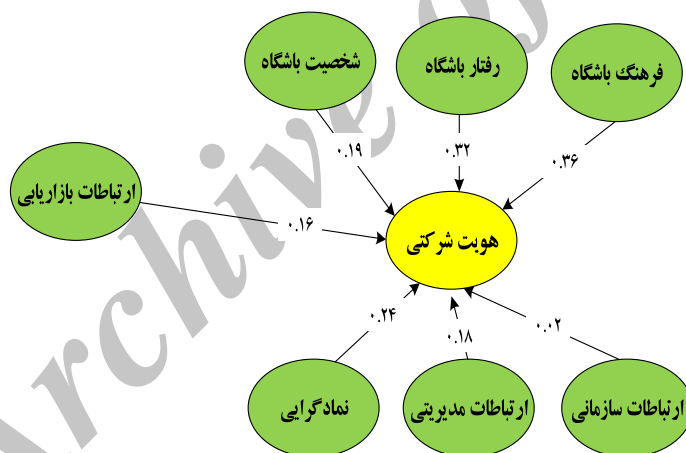 شخصیت باشگاه
رفتار باشگاه
فرهنگ باشگاه
۰.۱۹
۰.۳۲
۰.۳۶
ارتباطات بازاریابی
۰.۱۶
هویت شرکتی
۰.۲۴
۰.۱۸
۰.۰۲
نمادگرایی
ارتباطات مدیریتی
ارتباطات سازمانی
Archive of